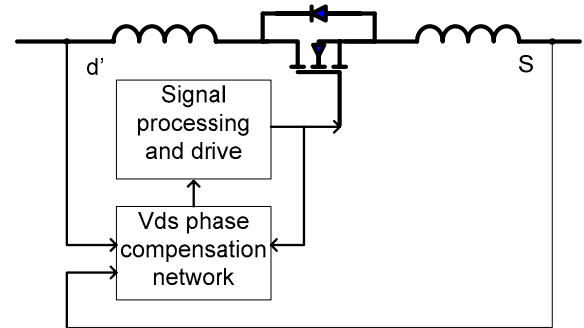 d’
S
Signal
processing
and drive
Vds phase
compensation
network